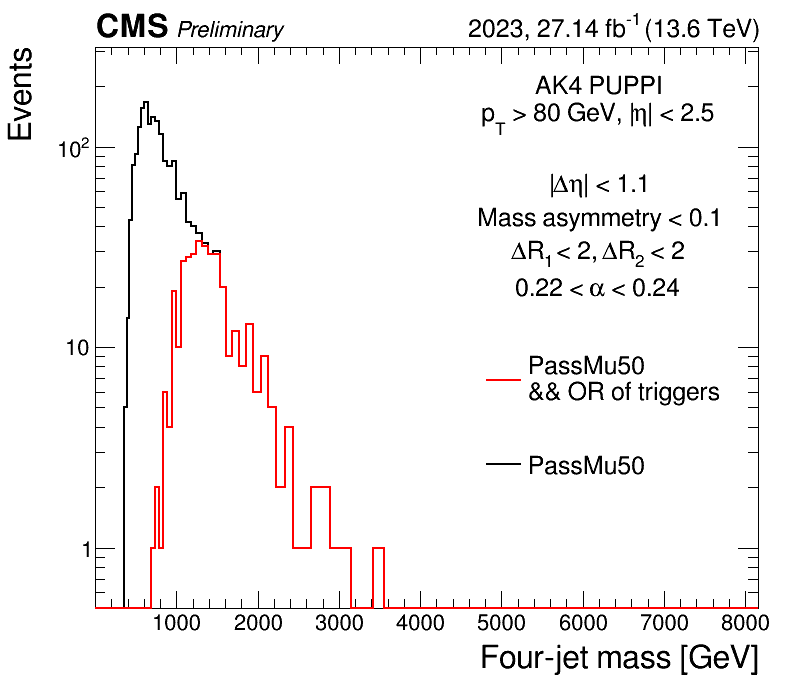 CMS Preliminary 2023, 27.14 fb⁻¹ (13.6 TeV)
Events
AK4 PUPPI
p_T > 80 GeV, |η| < 2.5
|Δη| < 1.1
Mass asymmetry < 0.1
ΔR₁ < 2, ΔR₂ < 2
0.22 < α < 0.24
PassMu50
&& OR of triggers
PassMu50
10²
10
1
1000 2000 3000 4000 5000 6000 7000 8000
Four-jet mass [GeV]